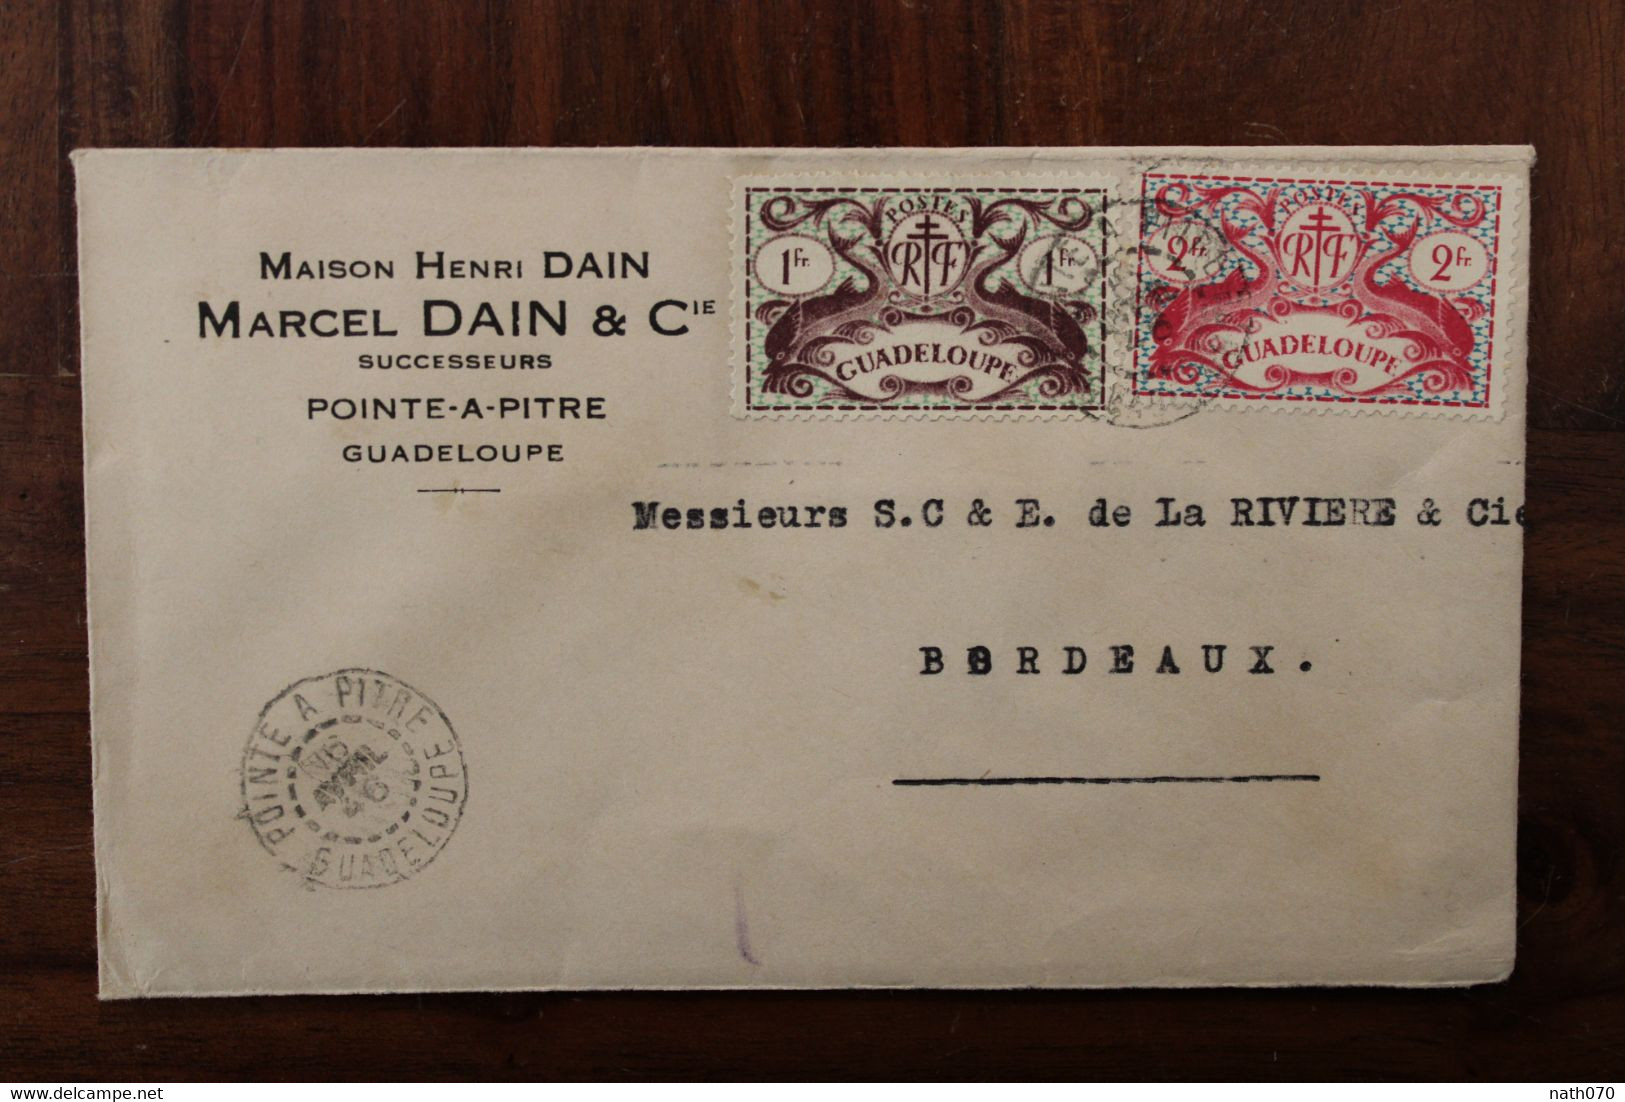 MAISON HENRI DAIN
MARCEL DAIN & CIE
SUCCESSEURS
POINTE-A-PITRE
GUADELOUPE
POSTES
1Fr. RF 1Fr.
GUADELOUPE
POSTES
2Fr. RF 2Fr.
GUADELOUPE
Messieurs S.C & E. de La RIVIERE & Cie
BORDEAUX.
POINTE A PITRE
GUADELOUPE
nath070